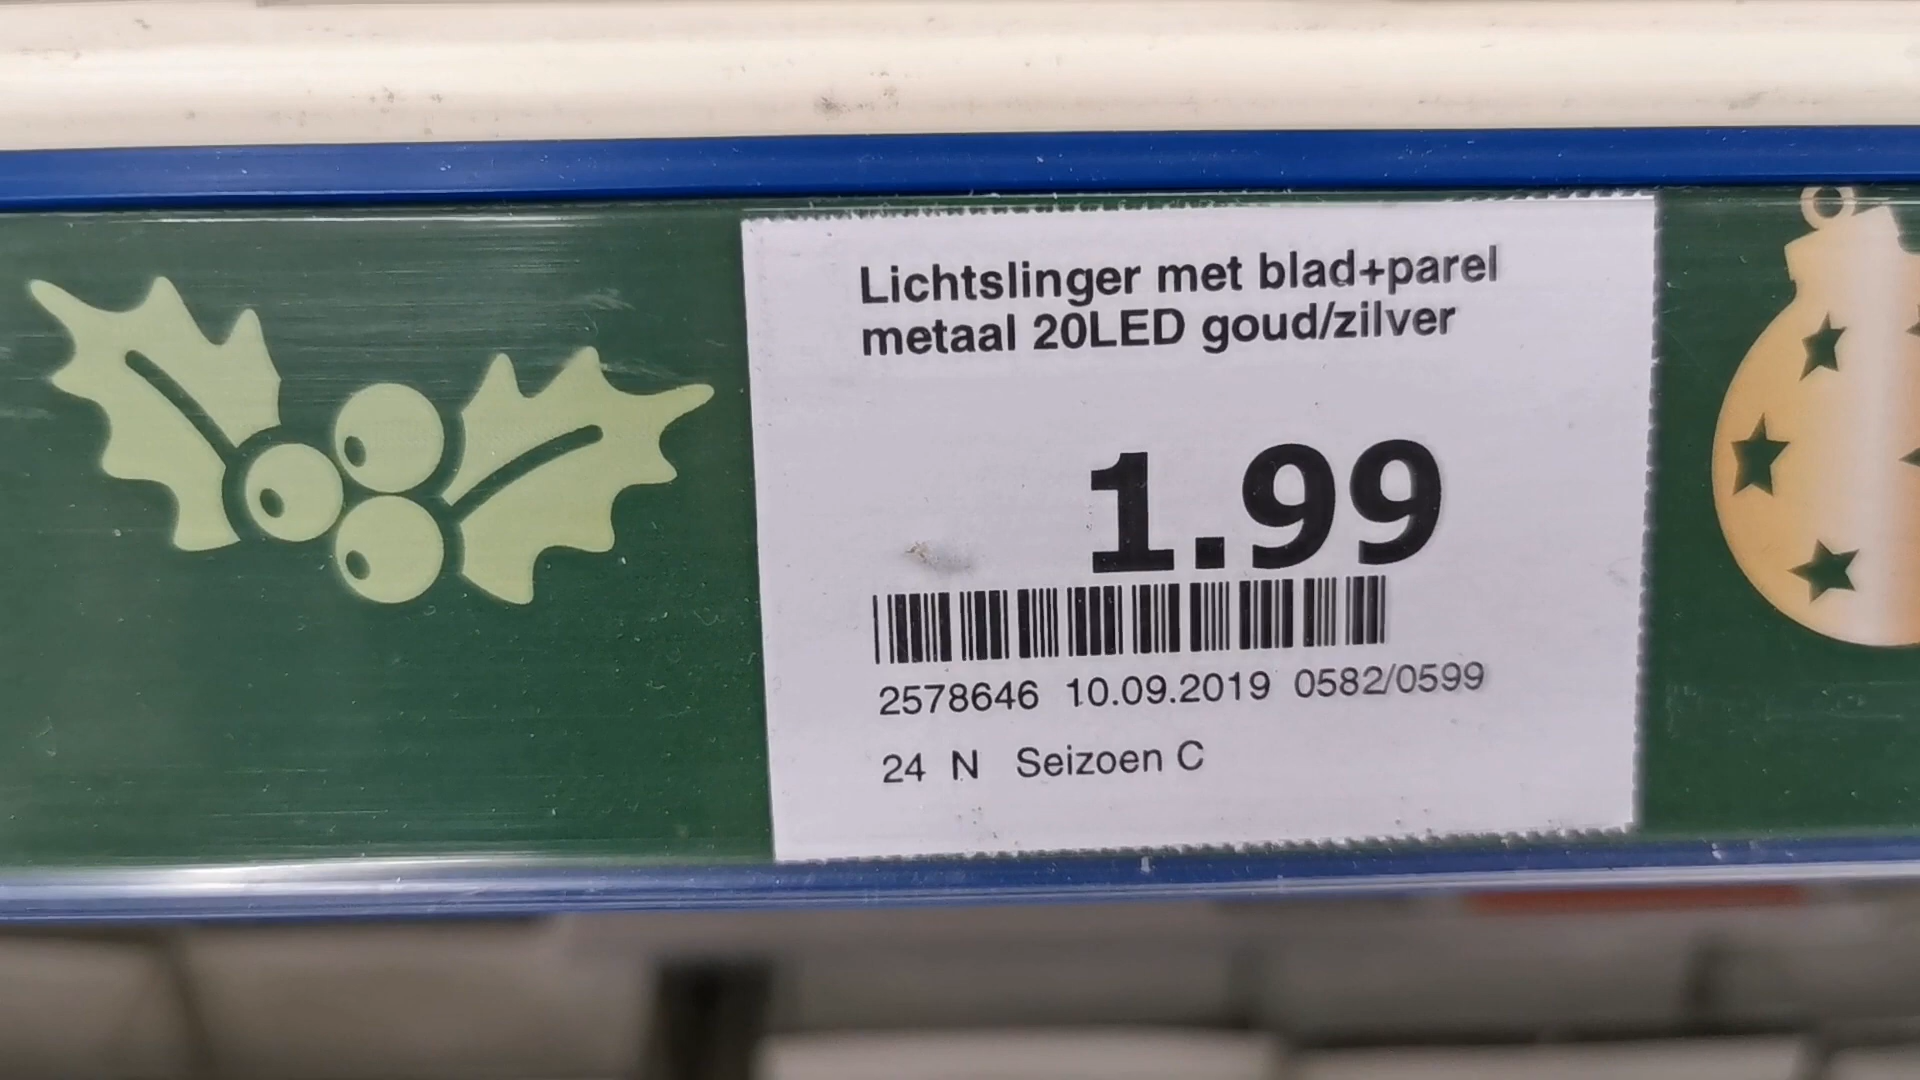 Lichtslinger met blad+parel
metaal 20LED goud/zilver
1.99
2578646 10.09.2019 0582/0599
24 N Seizoen C